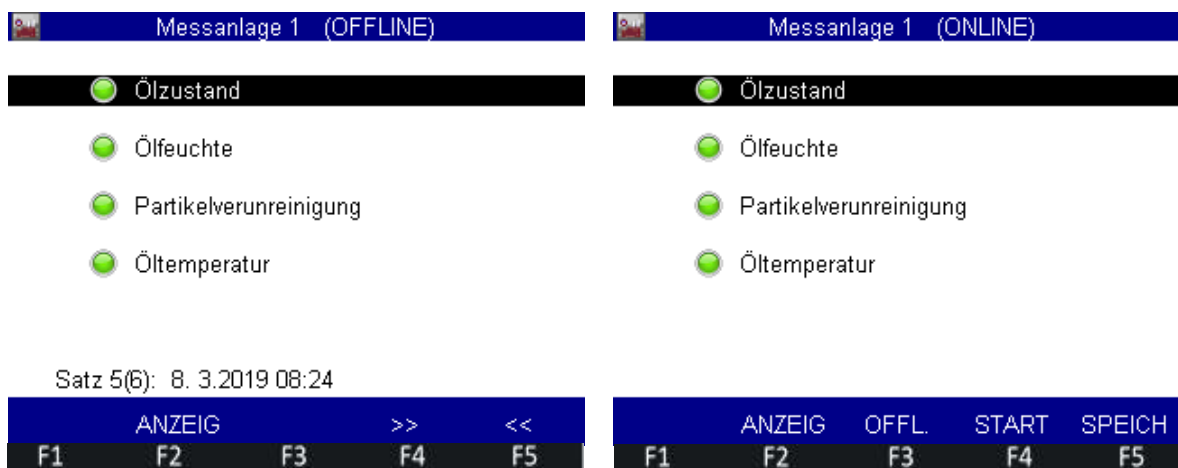 Messanlage 1 (OFFLINE)
Ölzustand
Ölfeuchte
Partikelverunreinigung
Öltemperatur
Satz 5(6): 8. 3.2019 08:24
ANZEIG >> <<
F1 F2 F3 F4 F5
Messanlage 1 (ONLINE)
Ölzustand
Ölfeuchte
Partikelverunreinigung
Öltemperatur
ANZEIG OFFL. START SPEICH
F1 F2 F3 F4 F5